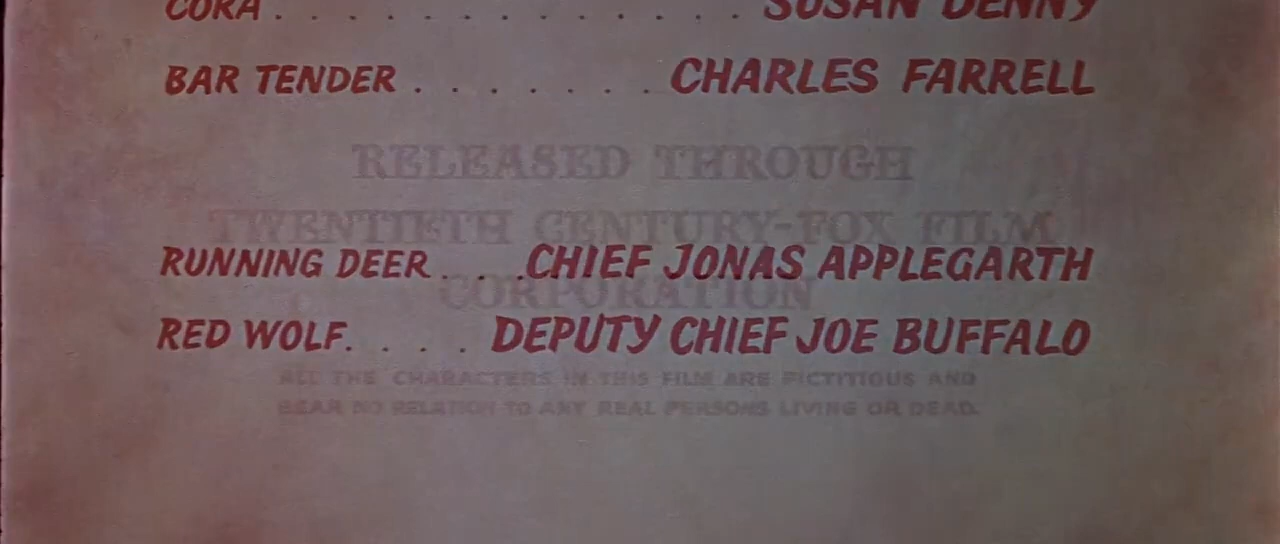 CORA . . . . . . . . . . . . . SUSAN DENNY
BAR TENDER . . . . . . . CHARLES FARRELL
RELEASED THROUGH
TWENTIETH CENTURY-FOX FILM
RUNNING DEER . . . CHIEF JONAS APPLEGARTH
CORPORATION
RED WOLF. . . . DEPUTY CHIEF JOE BUFFALO
ALL THE CHARACTERS IN THIS FILM ARE FICTITIOUS AND
BEAR NO RELATION TO ANY REAL PERSONS LIVING OR DEAD.